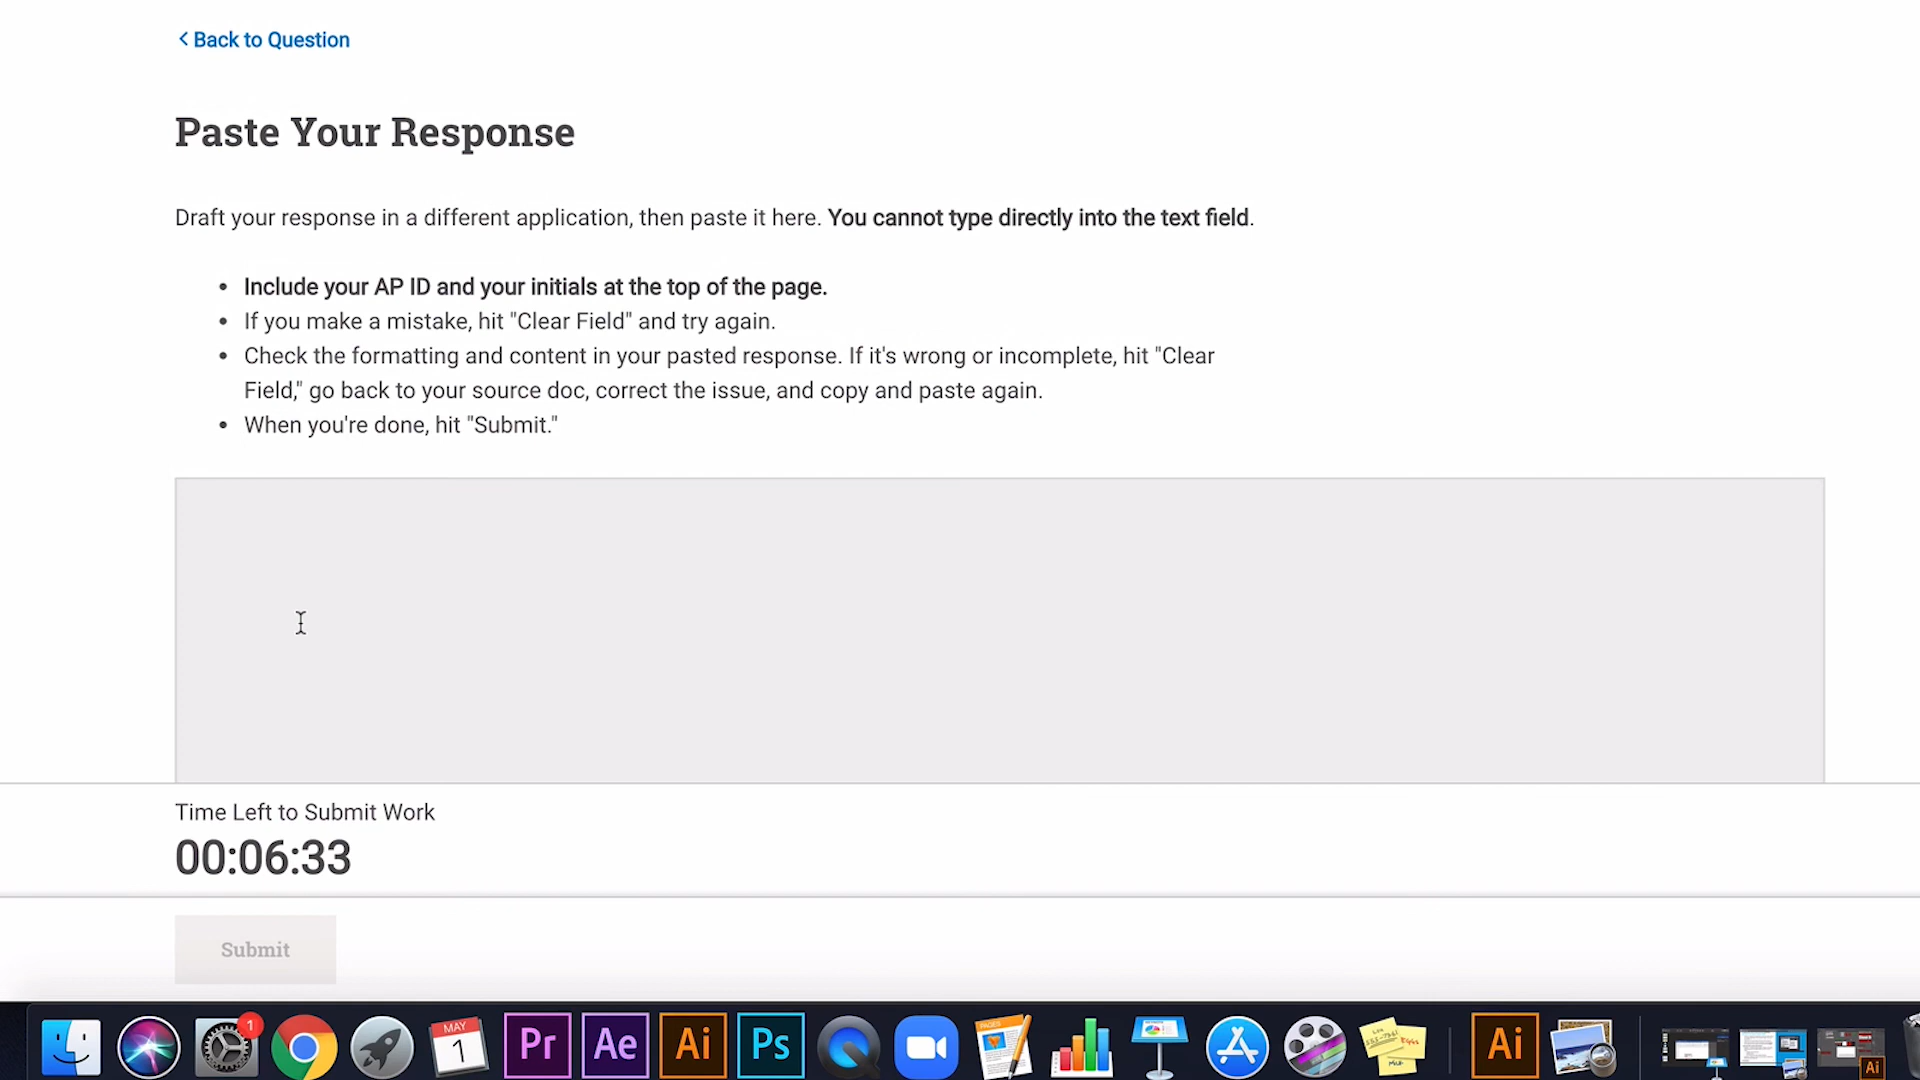 Back to Question
Paste Your Response
Draft your response in a different application, then paste it here. You cannot type directly into the text field.
Include your AP ID and your initials at the top of the page.
If you make a mistake, hit "Clear Field" and try again.
Check the formatting and content in your pasted response. If it's wrong or incomplete, hit "Clear
Field," go back to your source doc, correct the issue, and copy and paste again.
When you're done, hit "Submit."
Time Left to Submit Work
00:06:33
Submit
1
MAY
1
Pr
Ae
Ai
Ps
PAGES
Ai
Ai